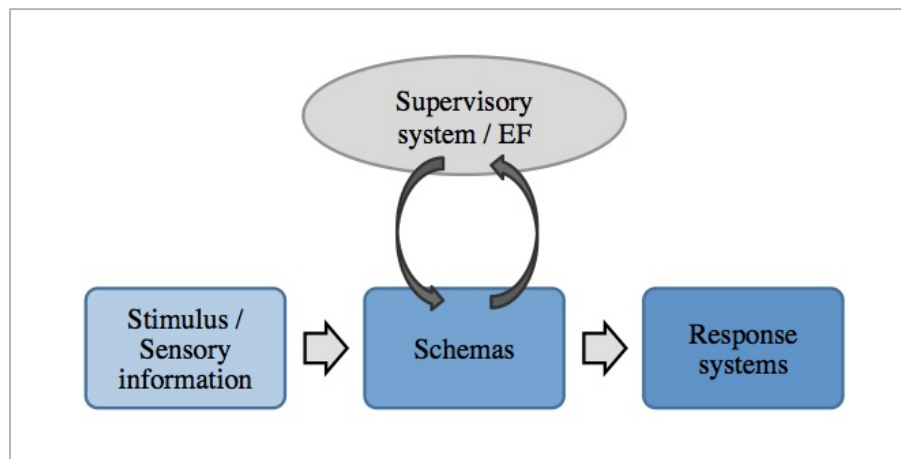 Supervisory
system / EF
Stimulus /
Sensory
information
Schemas
Response
systems